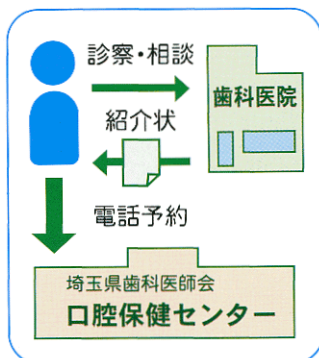 診察・相談
歯科医院
紹介状
電話予約
埼玉県歯科医師会
口腔保健センター